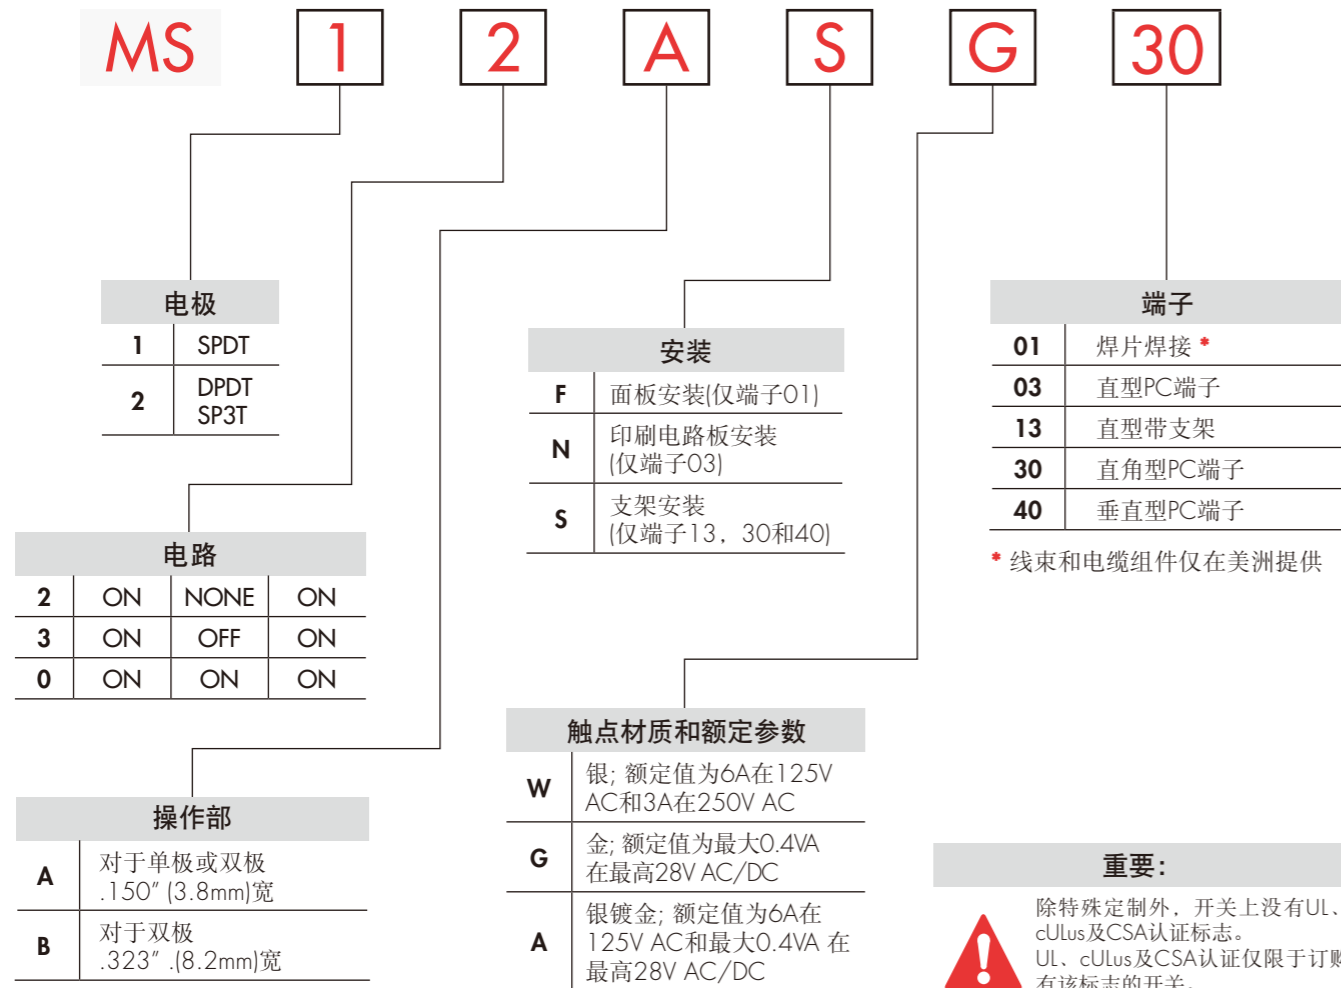 MS 1 2 A S G 30
电极
1 SPDT
2 DPDT
SP3T
电路
2 ON NONE ON
3 ON OFF ON
0 ON ON ON
操作部
A 对于单极或双极
.150" (3.8mm)宽
B 对于双极
.323" .(8.2mm)宽
安装
F 面板安装(仅端子01)
N 印刷电路板安装
(仅端子03)
S 支架安装
(仅端子13，30和40)
触点材质和额定参数
W 银; 额定值为6A在125V
AC和3A在250V AC
G 金; 额定值为最大0.4VA
在最高28V AC/DC
A 银镀金; 额定值为6A在
125V AC和最大0.4VA 在
最高28V AC/DC
端子
01 焊片焊接 *
03 直型PC端子
13 直型带支架
30 直角型PC端子
40 垂直型PC端子
* 线束和电缆组件仅在美洲提供
重要：
除特殊定制外，开关上没有UL、
cULus及CSA认证标志。
UL、cULus及CSA认证仅限于订购
有该标志的开关。